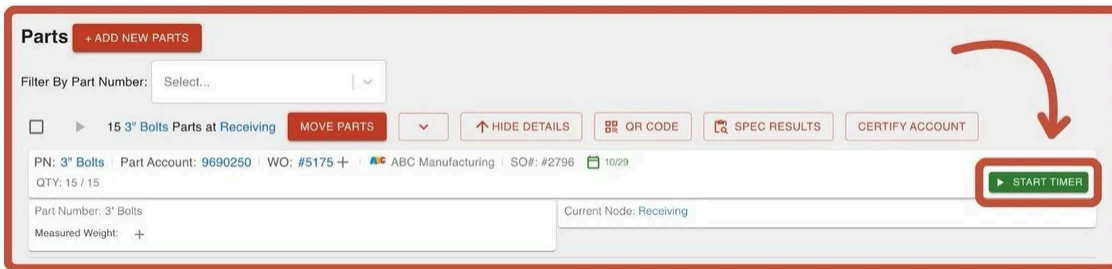 Parts + ADD NEW PARTS
Filter By Part Number: Select...
15 3" Bolts Parts at Receiving MOVE PARTS HIDE DETAILS QR CODE SPEC RESULTS CERTIFY ACCOUNT
PN: 3" Bolts Part Account: 9690250 WO: #5175 + ABC ABC Manufacturing SO#: #2796 10/29
QTY: 15 / 15 START TIMER
Part Number: 3" Bolts Current Node: Receiving
Measured Weight: +